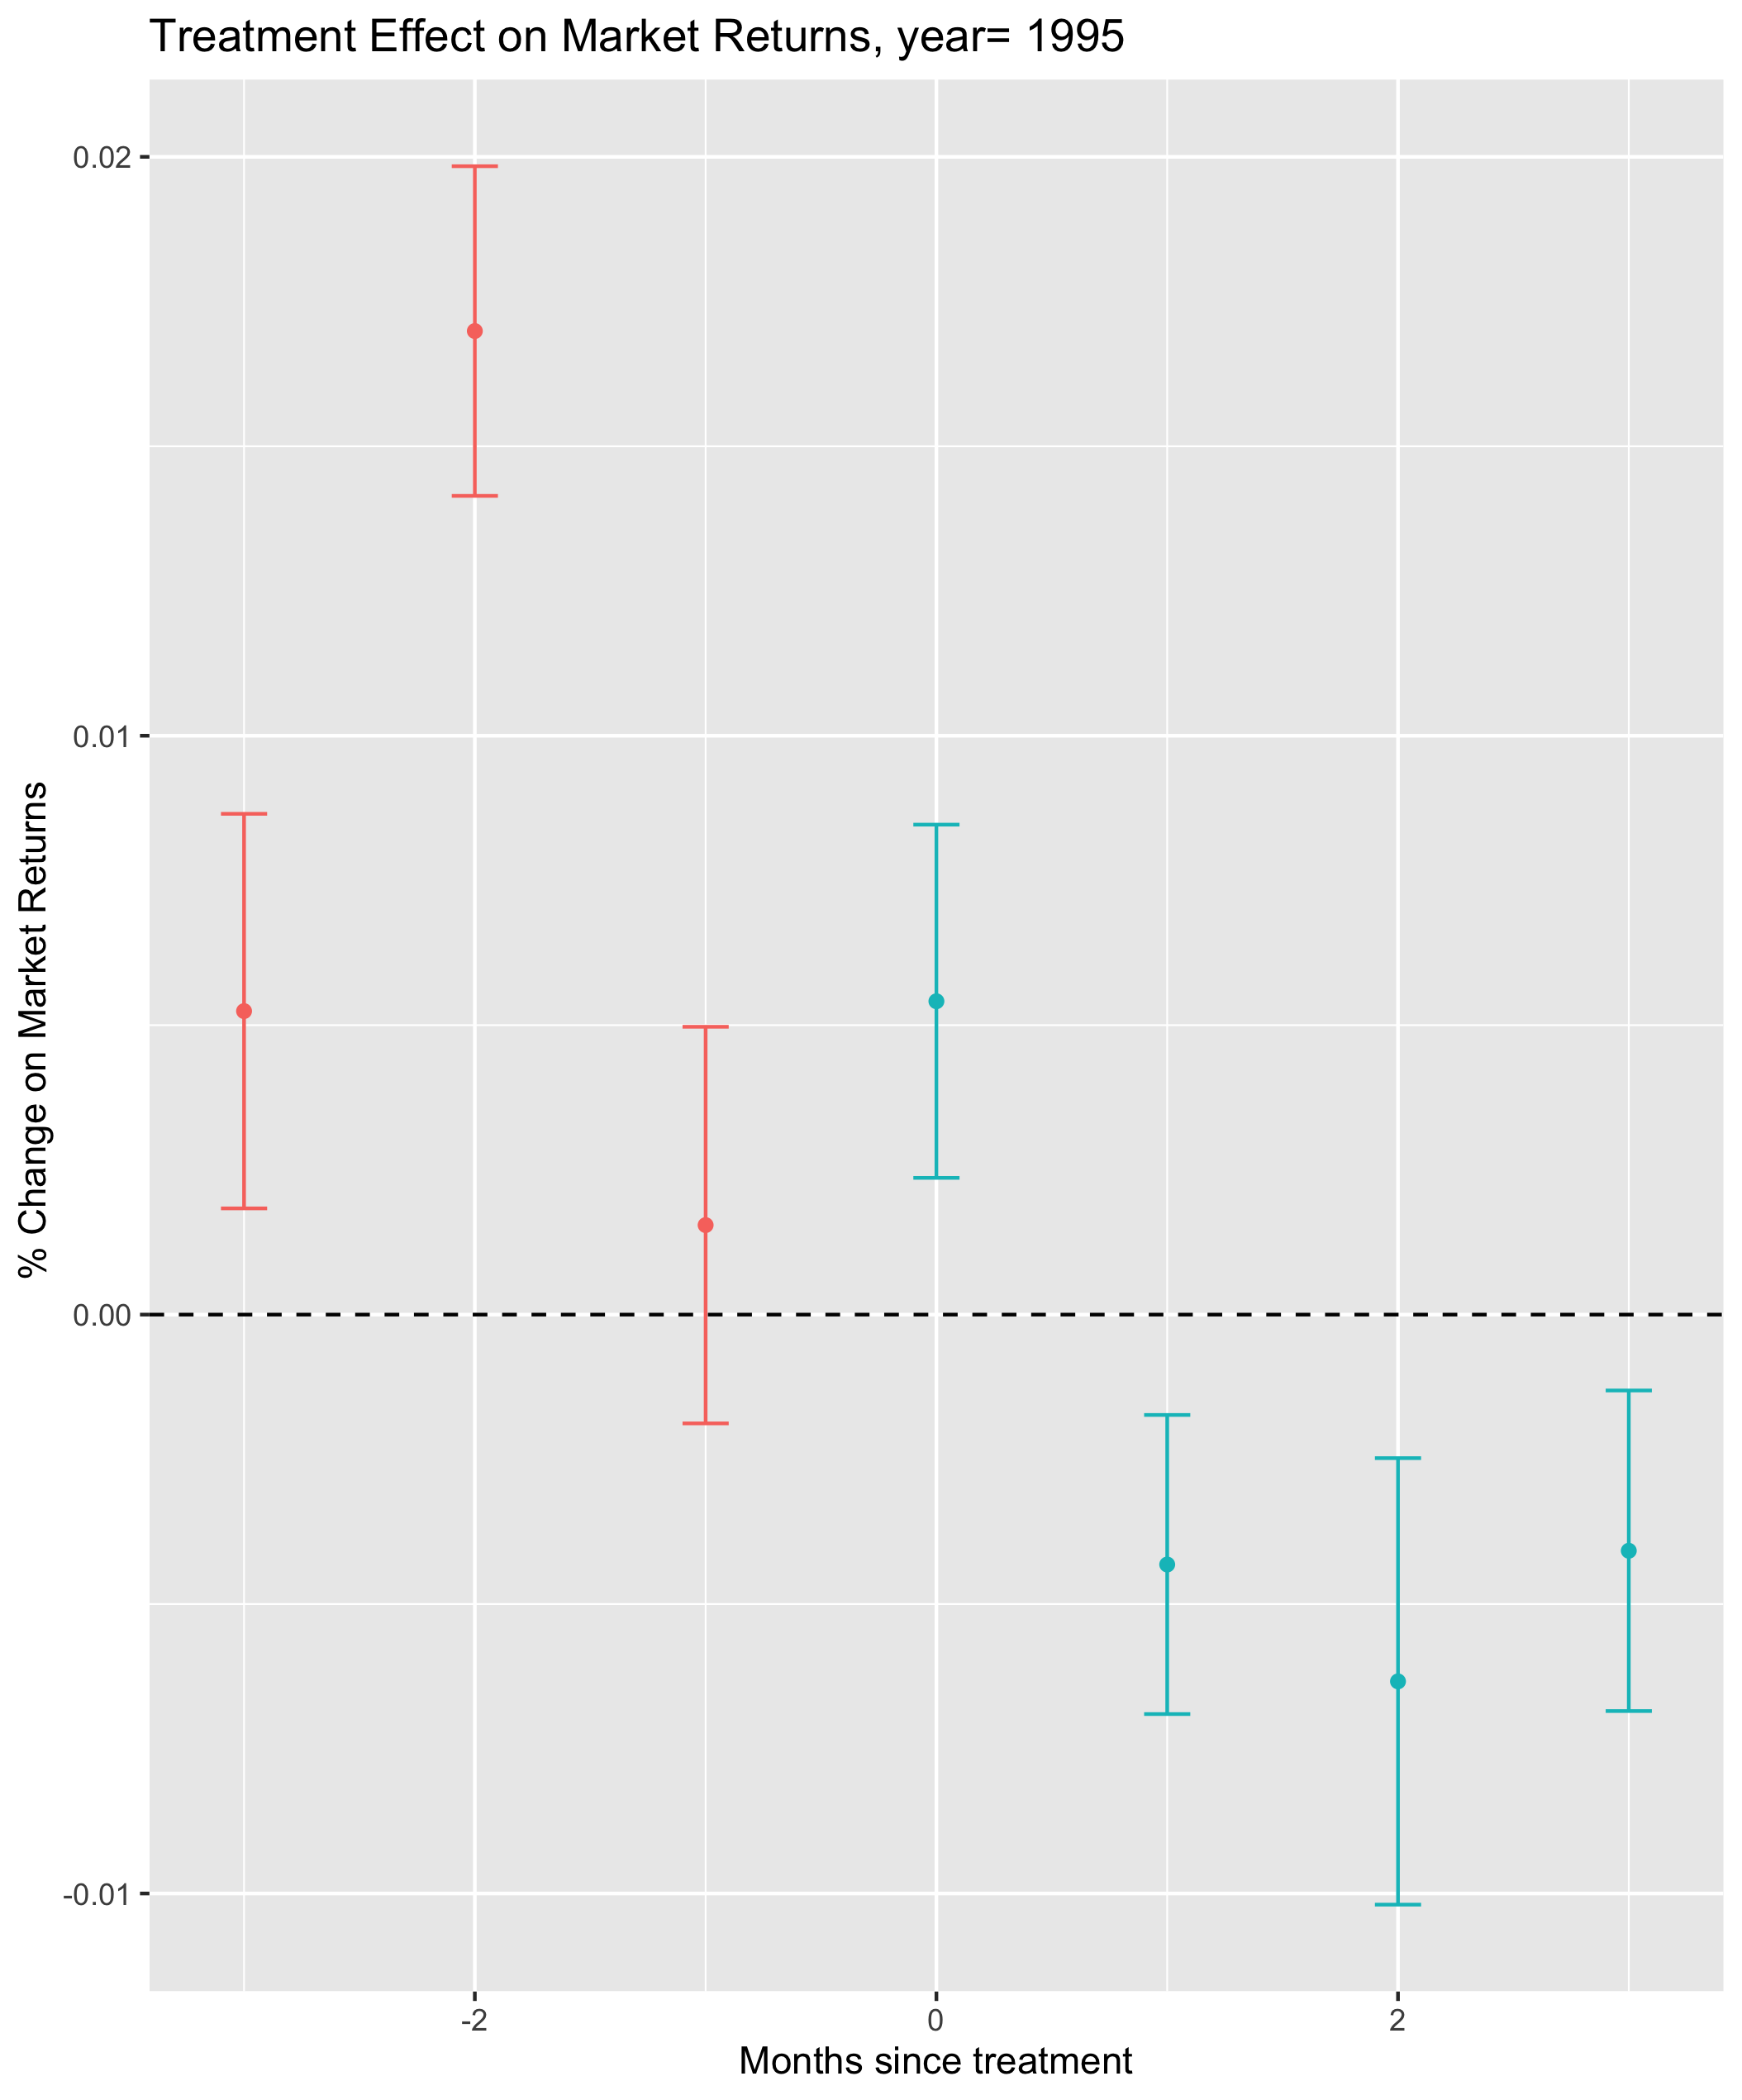 Treatment Effect on Market Returns, year= 1995
% Change on Market Returns
0.02
0.01
0.00
-0.01
-2
0
2
Months since treatment